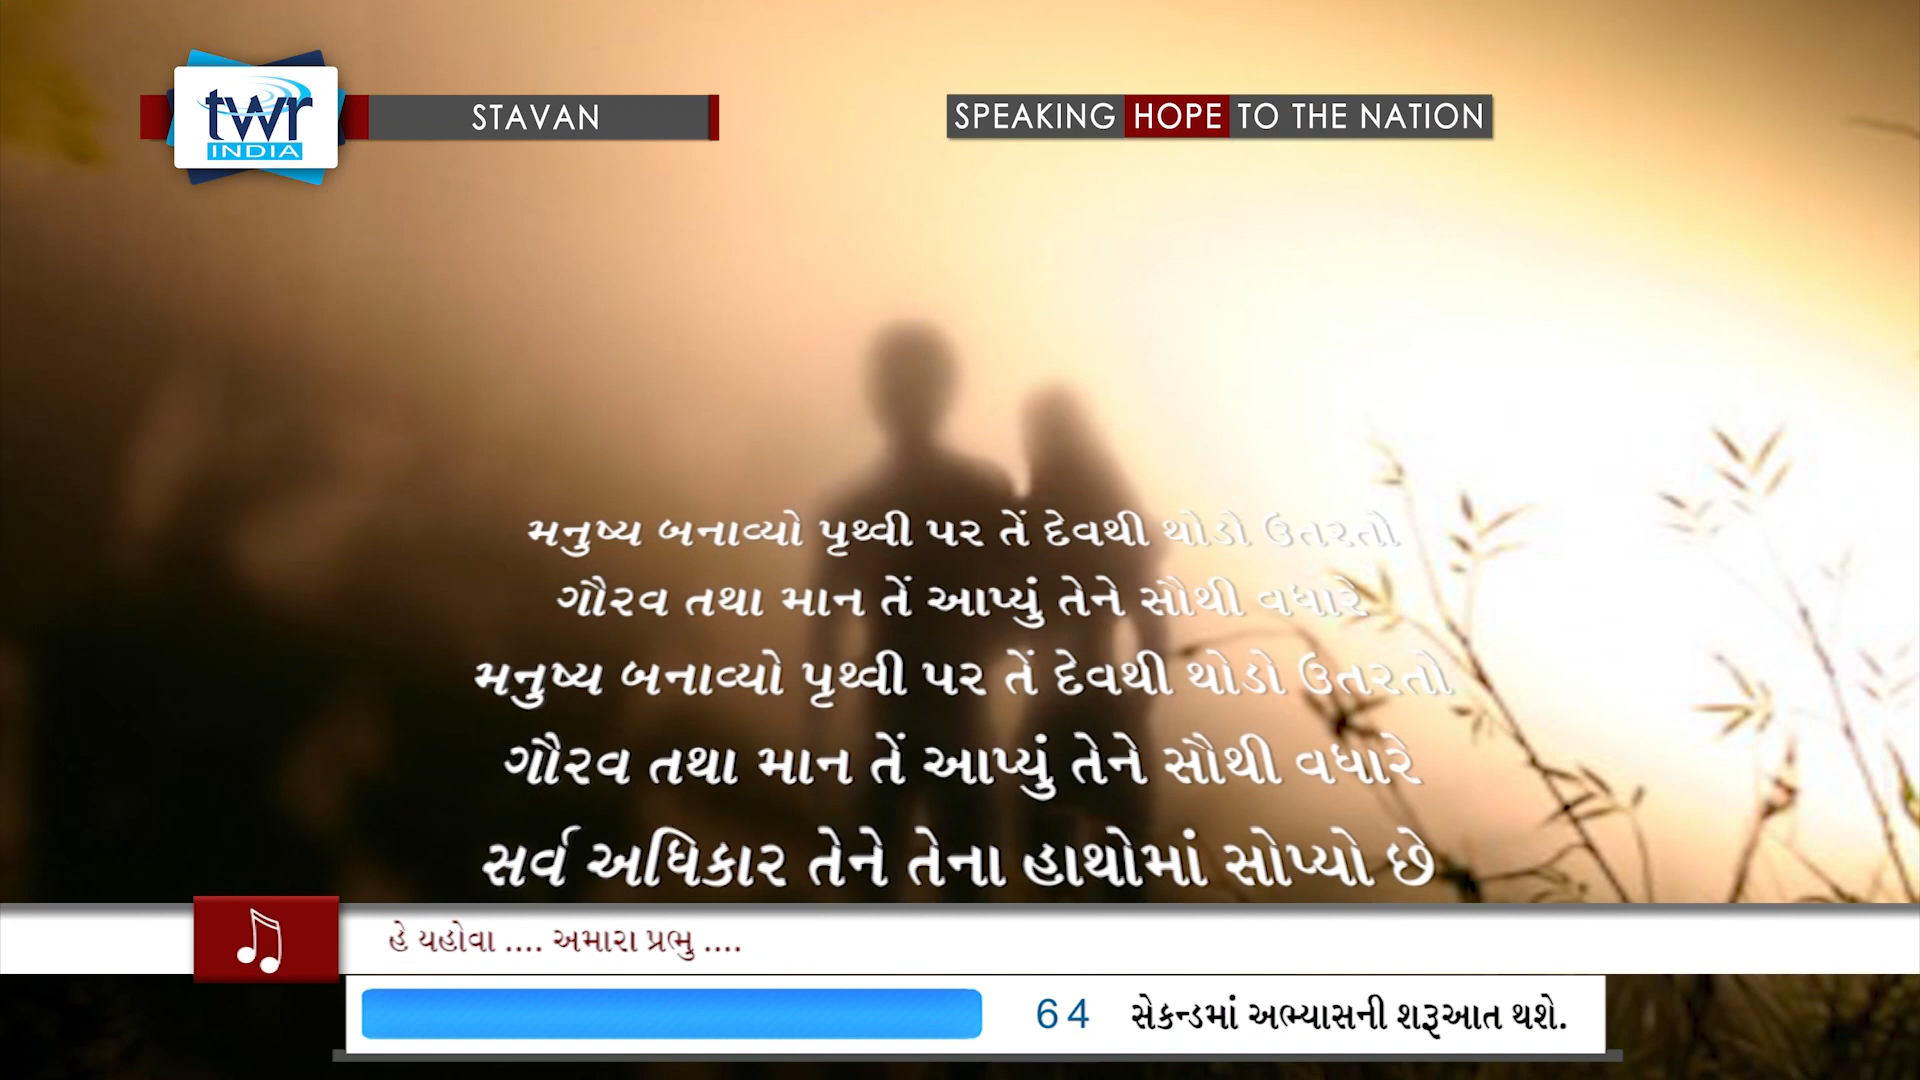 twr
INDIA
STAVAN
SPEAKING HOPE TO THE NATION
મનુષ્ય બનાવ્યો પૃથ્વી પર તેં દેવથી થોડો ઉતરતો
ગૌરવ તથા માન તેં આપ્યું તેને સૌથી વધારે
મનુષ્ય બનાવ્યો પૃથ્વી પર તેં દેવથી થોડો ઉતરતો
ગૌરવ તથા માન તેં આપ્યું તેને સૌથી વધારે
સર્વ અધિકાર તેને તેના હાથોમાં સોપ્યો છે
હે યહોવા .... અમારા પ્રભુ ....
64 સેકન્ડમાં અભ્યાસની શરૂઆત થશે.